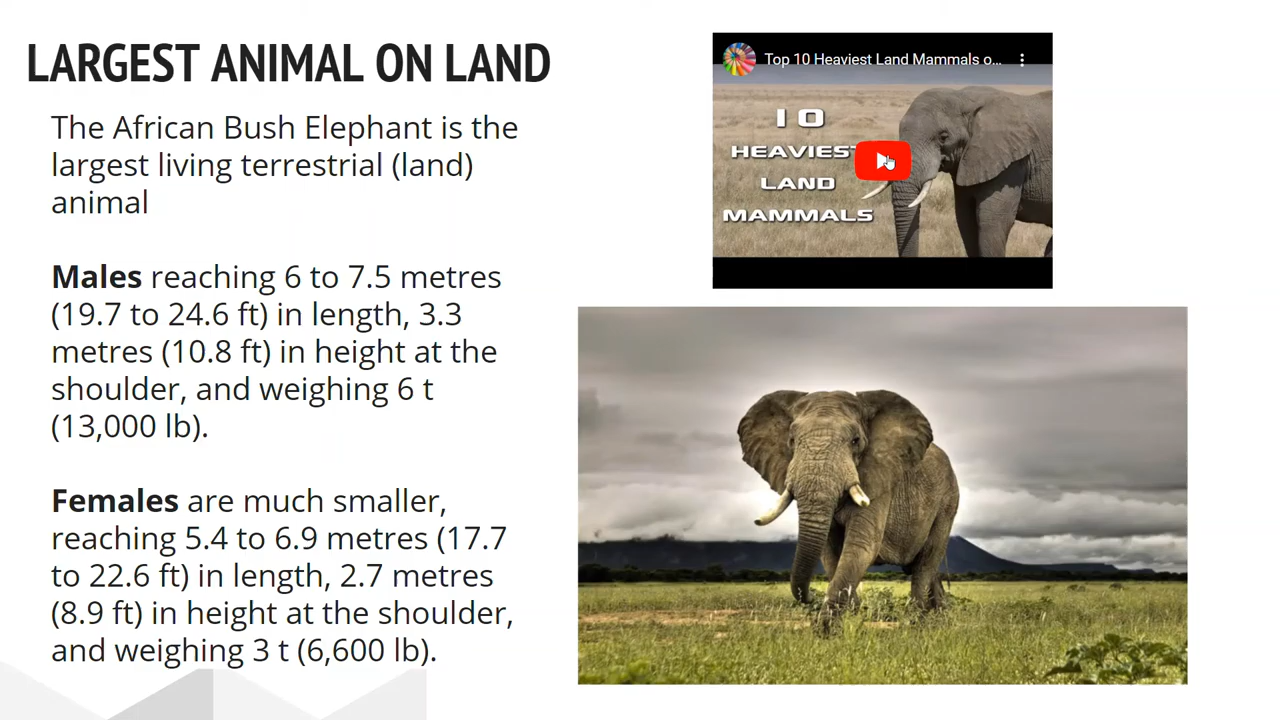 LARGEST ANIMAL ON LAND
The African Bush Elephant is the
largest living terrestrial (land)
animal
Males reaching 6 to 7.5 metres
(19.7 to 24.6 ft) in length, 3.3
metres (10.8 ft) in height at the
shoulder, and weighing 6 t
(13,000 lb).
Females are much smaller,
reaching 5.4 to 6.9 metres (17.7
to 22.6 ft) in length, 2.7 metres
(8.9 ft) in height at the shoulder,
and weighing 3 t (6,600 lb).
Top 10 Heaviest Land Mammals o...
10
HEAVIEST
LAND
MAMMALS